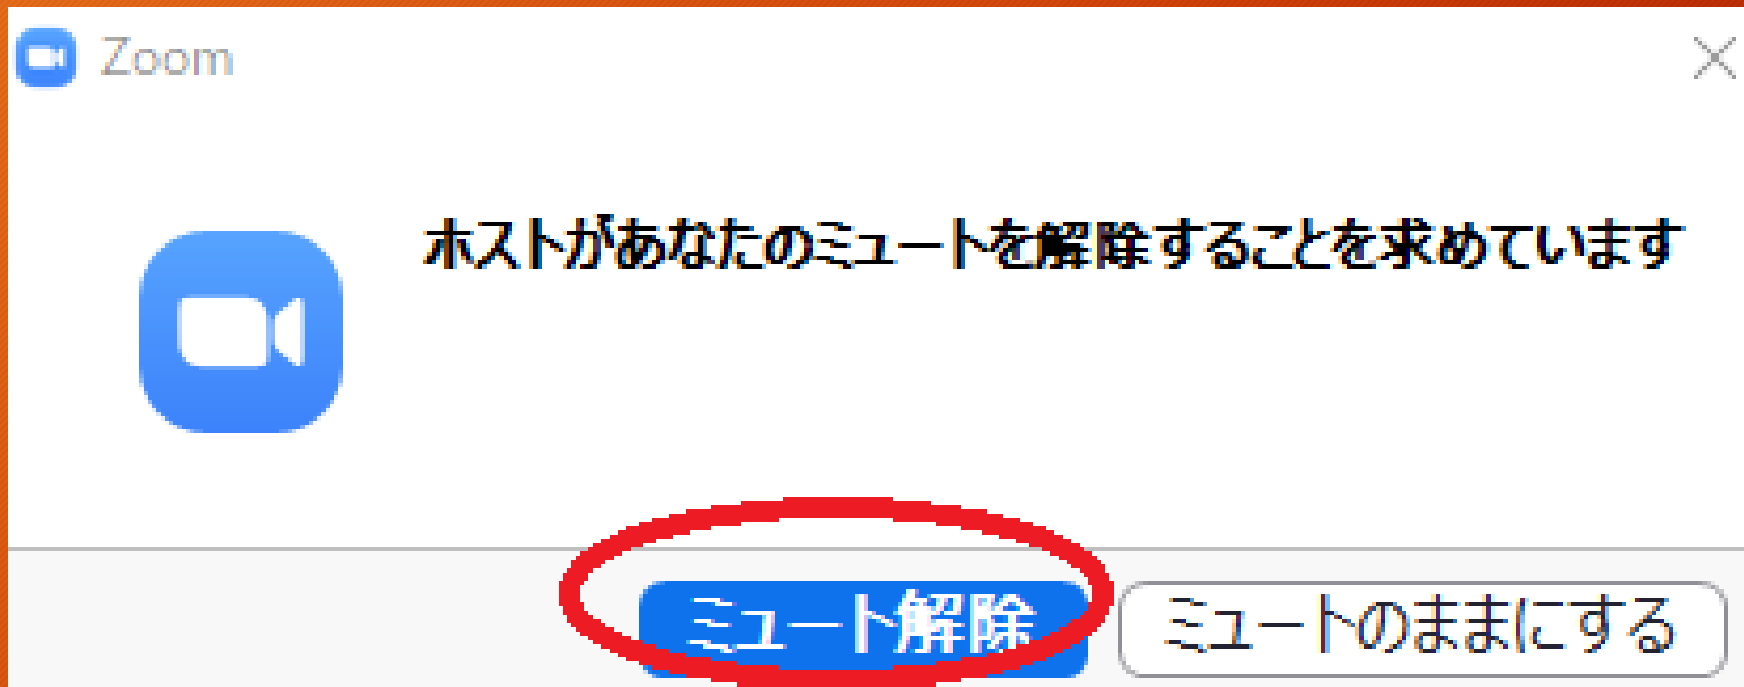 Zoom
ホストがあなたのミュートを解除することを求めています
ミュート解除
ミュートのままにする